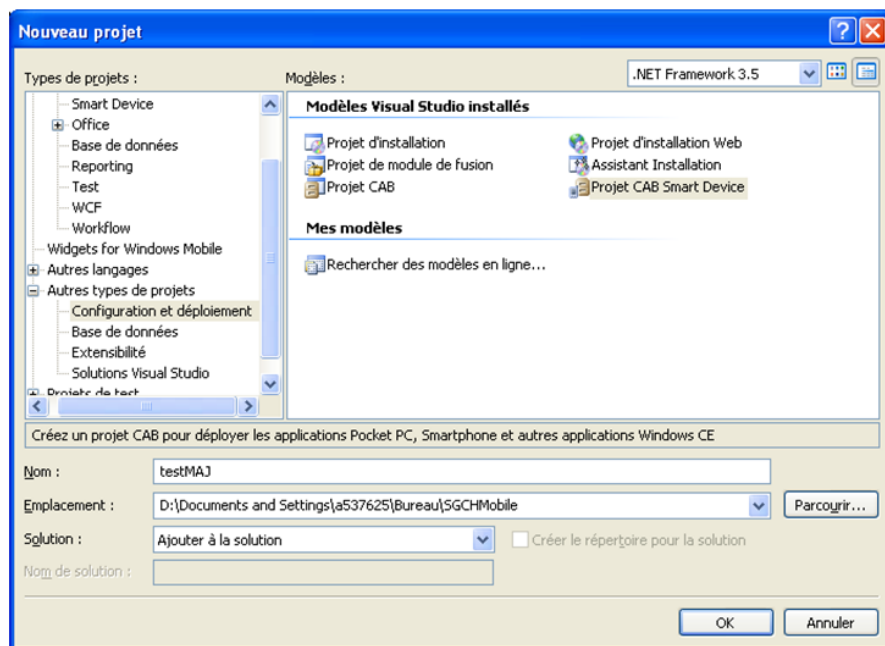 Nouveau projet
Types de projets :
Modèles :
.NET Framework 3.5
Smart Device
Office
Base de données
Reporting
Test
WCF
Workflow
Widgets for Windows Mobile
Autres langages
Autres types de projets
Configuration et déploiement
Base de données
Extensibilité
Solutions Visual Studio
Projets de test
Modèles Visual Studio installés
Projet d'installation
Projet d'installation Web
Projet de module de fusion
Assistant Installation
Projet CAB
Projet CAB Smart Device
Mes modèles
Rechercher des modèles en ligne...
Créez un projet CAB pour déployer les applications Pocket PC, Smartphone et autres applications Windows CE
Nom :
testMAJ
Emplacement :
D:\Documents and Settings\a537625\Bureau\SGCHMobile
Parcourir...
Solution :
Ajouter à la solution
Créer le répertoire pour la solution
Nom de solution :
OK
Annuler